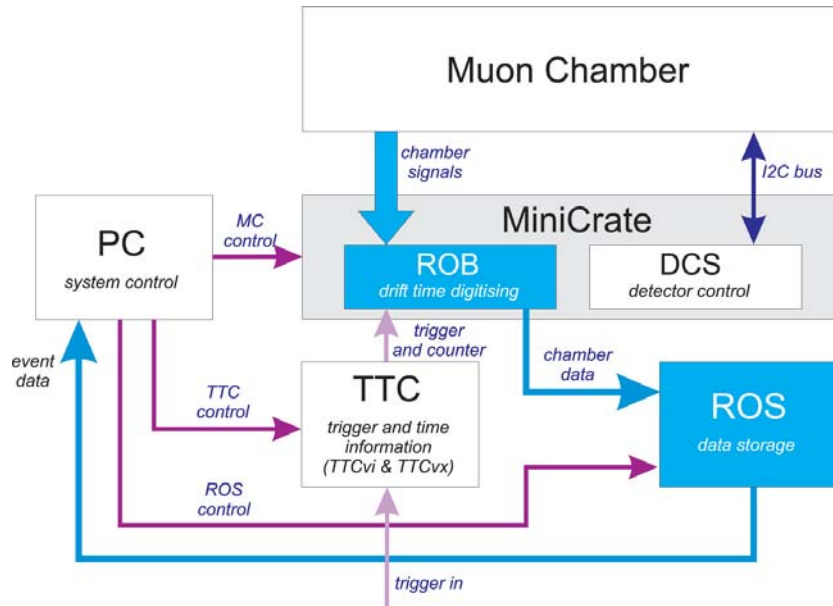 Muon Chamber
chamber
signals
I2C bus
MC
control
MiniCrate
PC
system control
ROB
drift time digitising
DCS
detector control
event
data
trigger
and counter
chamber
data
TTC
control
TTC
trigger and time
information
(TTCvi & TTCvx)
ROS
data storage
ROS
control
trigger in